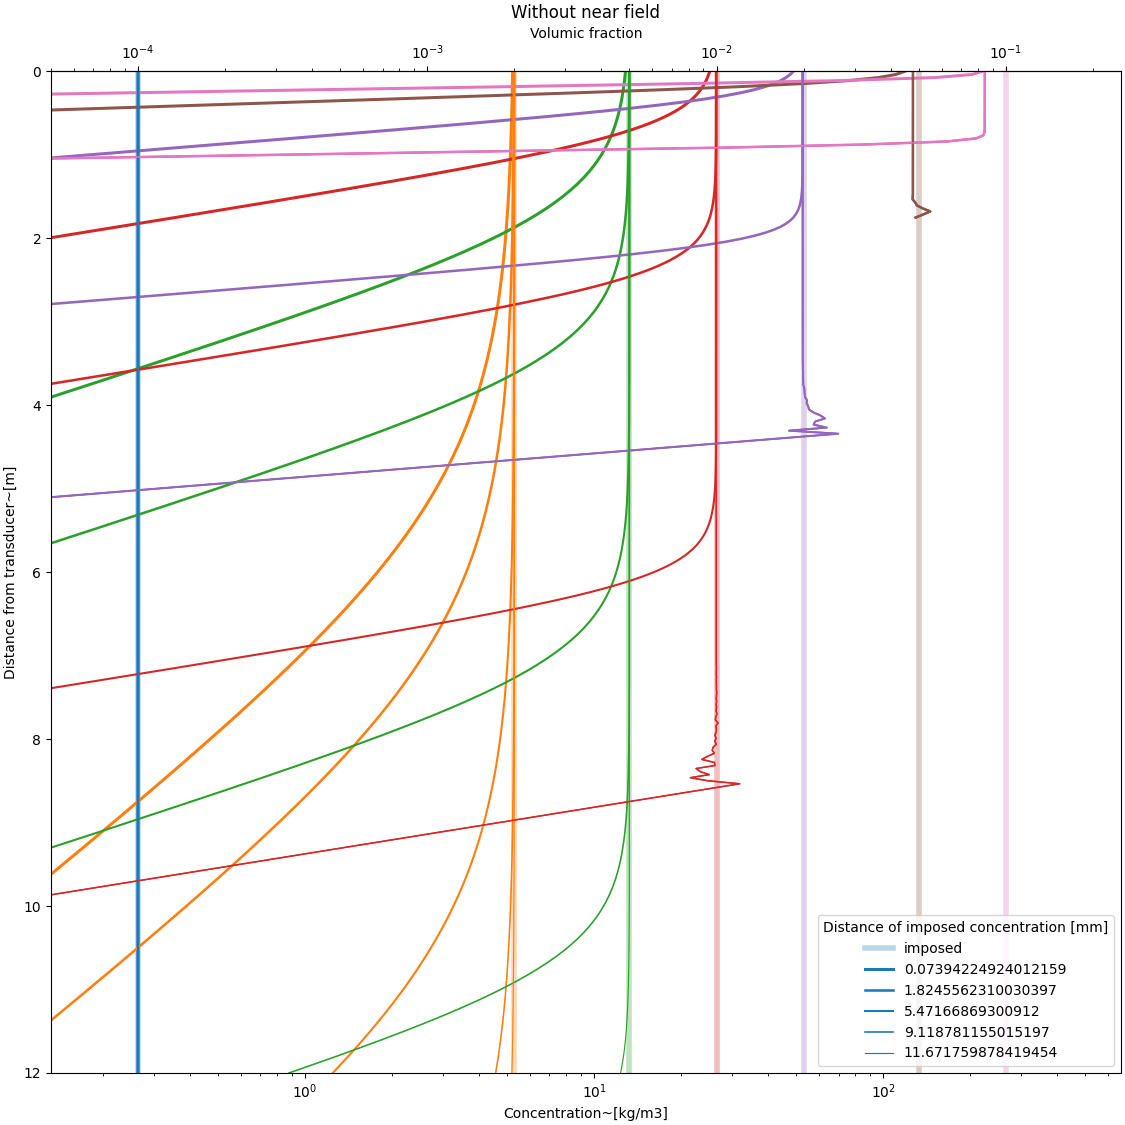 Without near field
Volumic fraction
10⁻⁴ 10⁻³ 10⁻² 10⁻¹
0
2
4
6
8
10
12
Distance from transducer~[m]
10⁰ 10¹ 10²
Concentration~[kg/m3]
Distance of imposed concentration [mm]
imposed
0.07394224924012159
1.8245562310030397
5.47166869300912
9.118781155015197
11.671759878419454